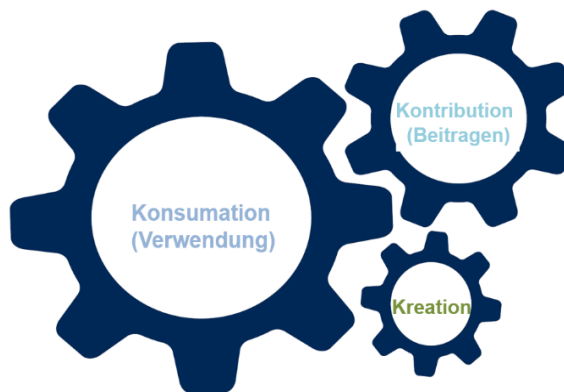 Kontribution
(Beitragen)
Konsumation
(Verwendung)
Kreation